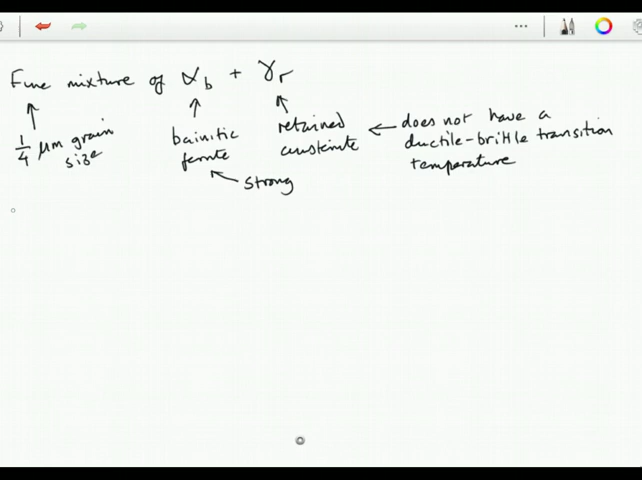 Fine mixture of αb + γr
1/4 μm grain size
bainitic
ferrite
strong
retained
austenite
does not have a
ductile-brittle transition
temperature